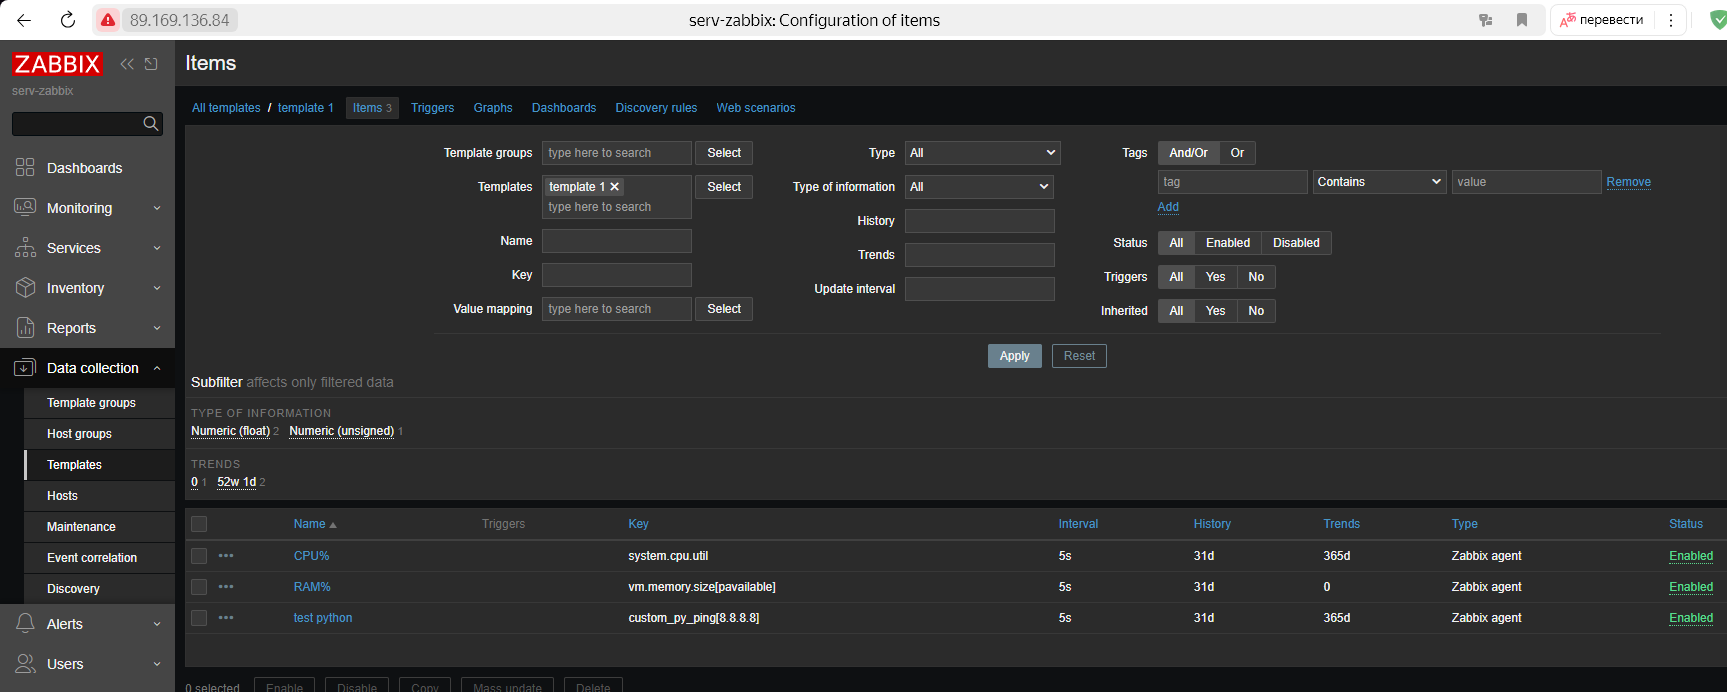 89.169.136.84
serv-zabbix: Configuration of items
перевести
ZABBIX
serv-zabbix
Dashboards
Monitoring
Services
Inventory
Reports
Data collection
Template groups
Host groups
Templates
Hosts
Maintenance
Event correlation
Discovery
Alerts
Users
Items
All templates / template 1 Items 3 Triggers Graphs Dashboards Discovery rules Web scenarios
Template groups type here to search Select
Templates template 1 Select
type here to search
Name
Key
Value mapping type here to search Select
Type All
Type of information All
History
Trends
Update interval
Tags And/Or Or
tag Contains value Remove
Add
Status All Enabled Disabled
Triggers All Yes No
Inherited All Yes No
Apply Reset
Subfilter affects only filtered data
TYPE OF INFORMATION
Numeric (float) 2 Numeric (unsigned) 1
TRENDS
0 1 52w 1d 2
Name Triggers Key Interval History Trends Type Status
CPU% system.cpu.util 5s 31d 365d Zabbix agent Enabled
RAM% vm.memory.size[pavailable] 5s 31d 0 Zabbix agent Enabled
test python custom_py_ping[8.8.8.8] 5s 31d 365d Zabbix agent Enabled
0 selected Enable Disable Copy Mass update Delete